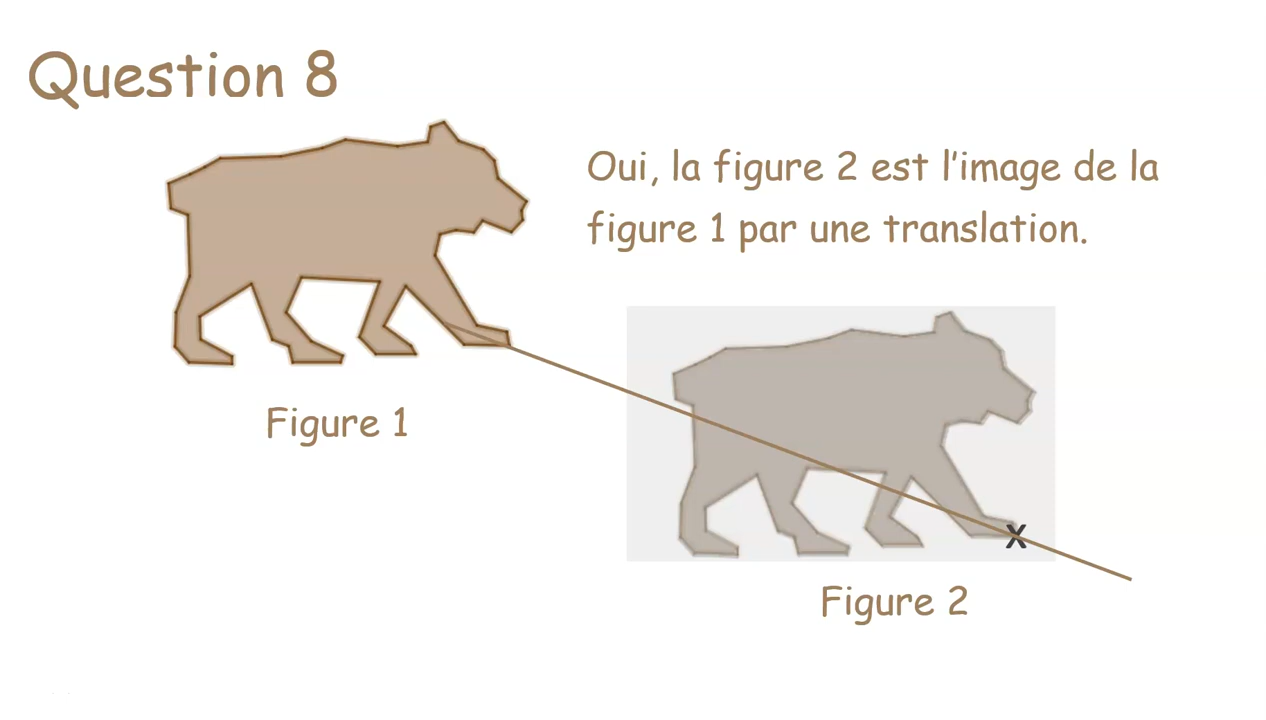 Question 8
Oui, la figure 2 est l'image de la
figure 1 par une translation.
Figure 1
x
Figure 2